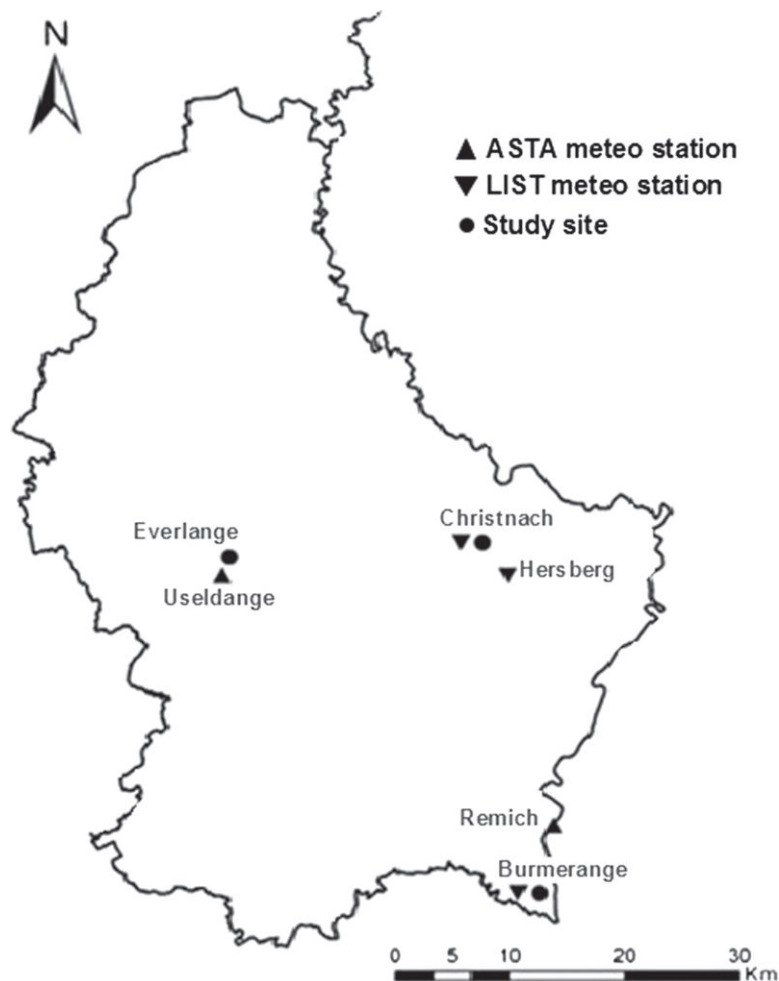 N
ASTA meteo station
LIST meteo station
Study site
Christnach
Everlange
Hersberg
Useldange
Remich
Burmerange
0 5 10 20 30
Km